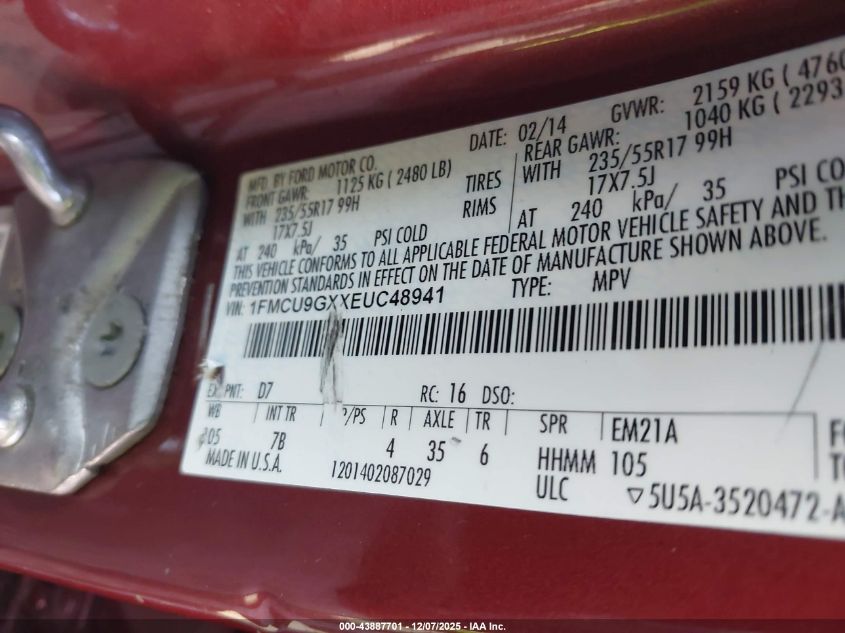 MFD. BY FORD MOTOR CO.
DATE: 02/14
GVWR: 2159 KG ( 4760
FRONT GAWR: 1125 KG ( 2480 LB)
REAR GAWR: 1040 KG ( 2293
WITH 235/55R17 99H TIRES WITH 235/55R17 99H
17X7.5J RIMS 17X7.5J
AT 240 kPa/ 35 PSI COLD AT 240 kPa/ 35 PSI CO
THIS VEHICLE CONFORMS TO ALL APPLICABLE FEDERAL MOTOR VEHICLE SAFETY AND TH
PREVENTION STANDARDS IN EFFECT ON THE DATE OF MANUFACTURE SHOWN ABOVE.
VIN: 1FMCU9GXXEUC48941 TYPE: MPV
PNT: D7 RC: 16 DSO:
WB INT TR P/PS R AXLE TR SPR EM21A
105 7B 4 35 6 HHMM 105
MADE IN U.S.A. 1201402087029 ULC ▽5U5A-3520472-A
000-43887701 - 12/07/2025 - IAA Inc.